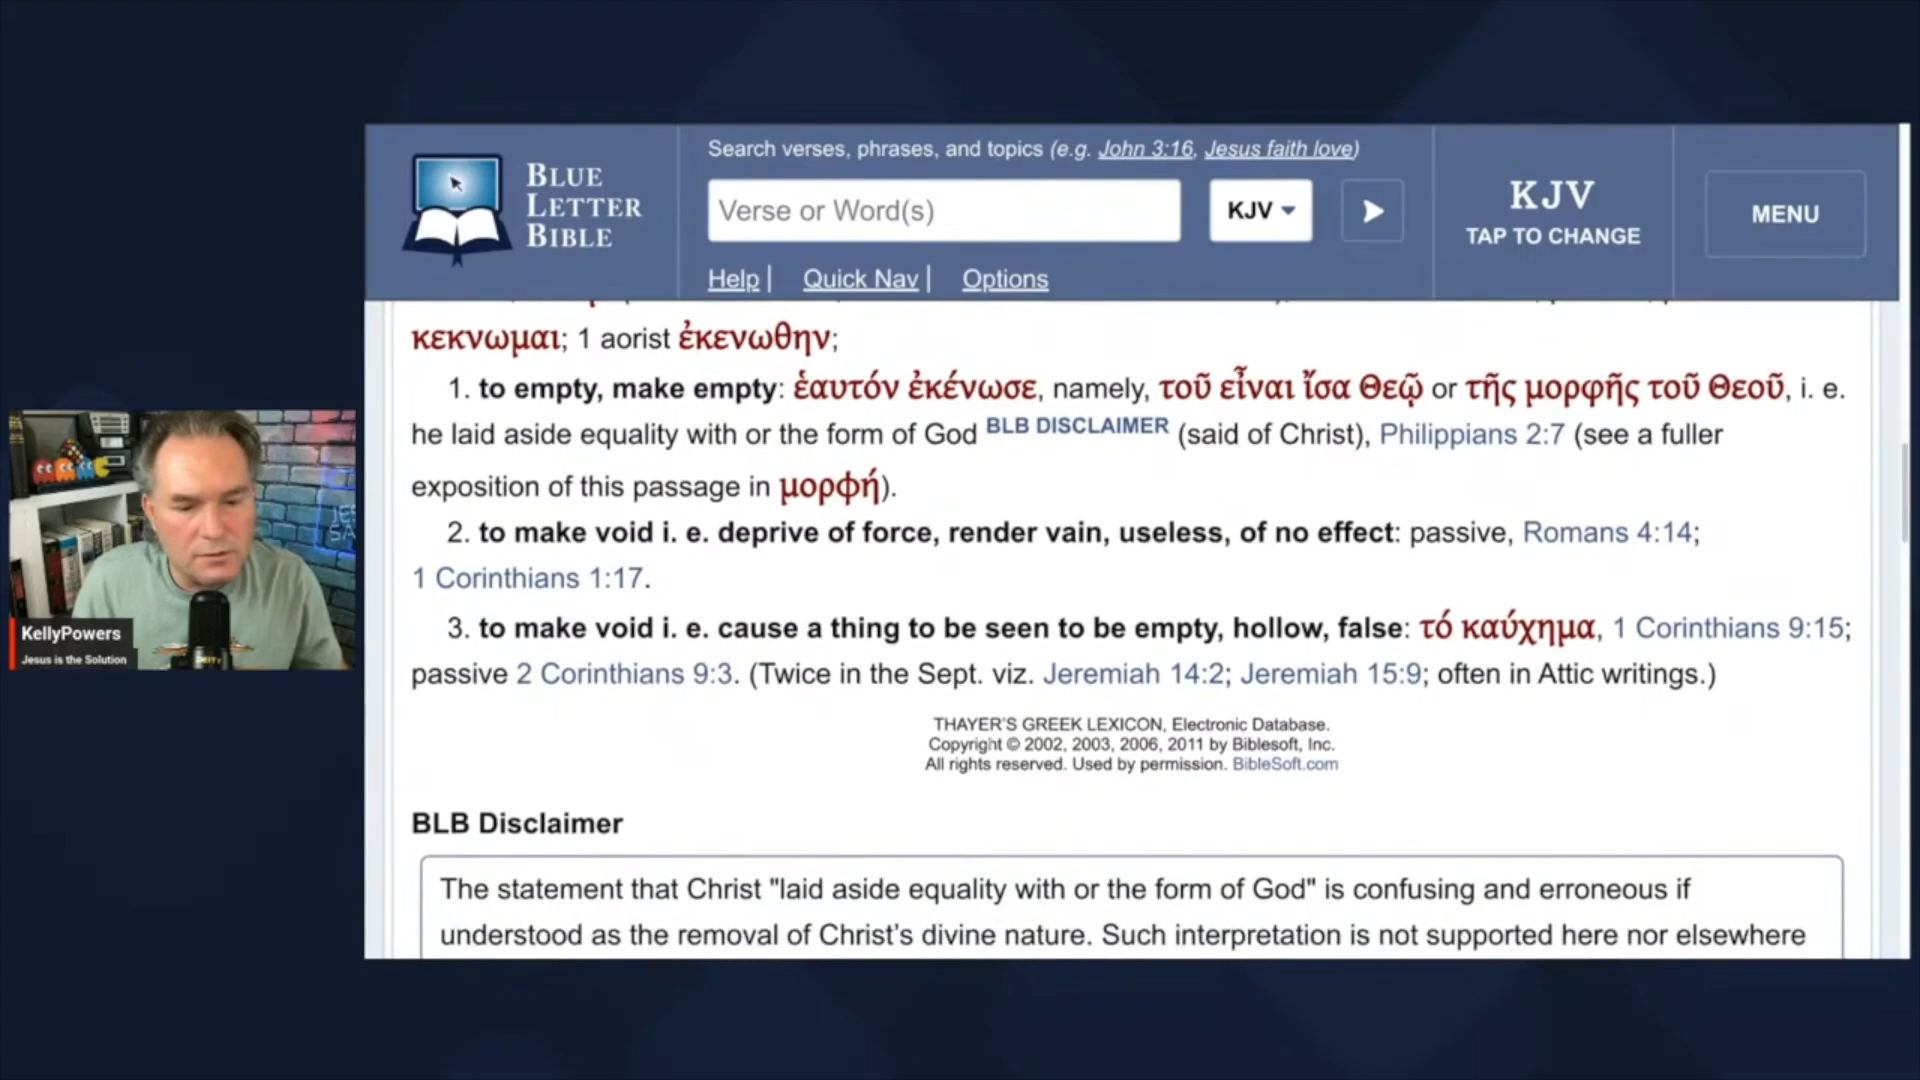 BLUE
LETTER
BIBLE
Search verses, phrases, and topics (e.g. John 3:16, Jesus faith love)
Verse or Word(s)
KJV
Help | Quick Nav | Options
KJV
TAP TO CHANGE
MENU
κεκνωμαι; 1 aorist ἐκενωθην;
1. to empty, make empty: ἑαυτόν ἐκένωσε, namely, τοῦ εἶναι ἴσα Θεῷ or τῆς μορφῆς τοῦ Θεοῦ, i. e.
he laid aside equality with or the form of God BLB DISCLAIMER (said of Christ), Philippians 2:7 (see a fuller
exposition of this passage in μορφή).
2. to make void i. e. deprive of force, render vain, useless, of no effect: passive, Romans 4:14;
1 Corinthians 1:17.
3. to make void i. e. cause a thing to be seen to be empty, hollow, false: τό καύχημα, 1 Corinthians 9:15;
passive 2 Corinthians 9:3. (Twice in the Sept. viz. Jeremiah 14:2; Jeremiah 15:9; often in Attic writings.)
THAYER'S GREEK LEXICON, Electronic Database.
Copyright © 2002, 2003, 2006, 2011 by Biblesoft, Inc.
All rights reserved. Used by permission. BibleSoft.com
BLB Disclaimer
The statement that Christ "laid aside equality with or the form of God" is confusing and erroneous if
understood as the removal of Christ's divine nature. Such interpretation is not supported here nor elsewhere
KellyPowers
Jesus is the Solution